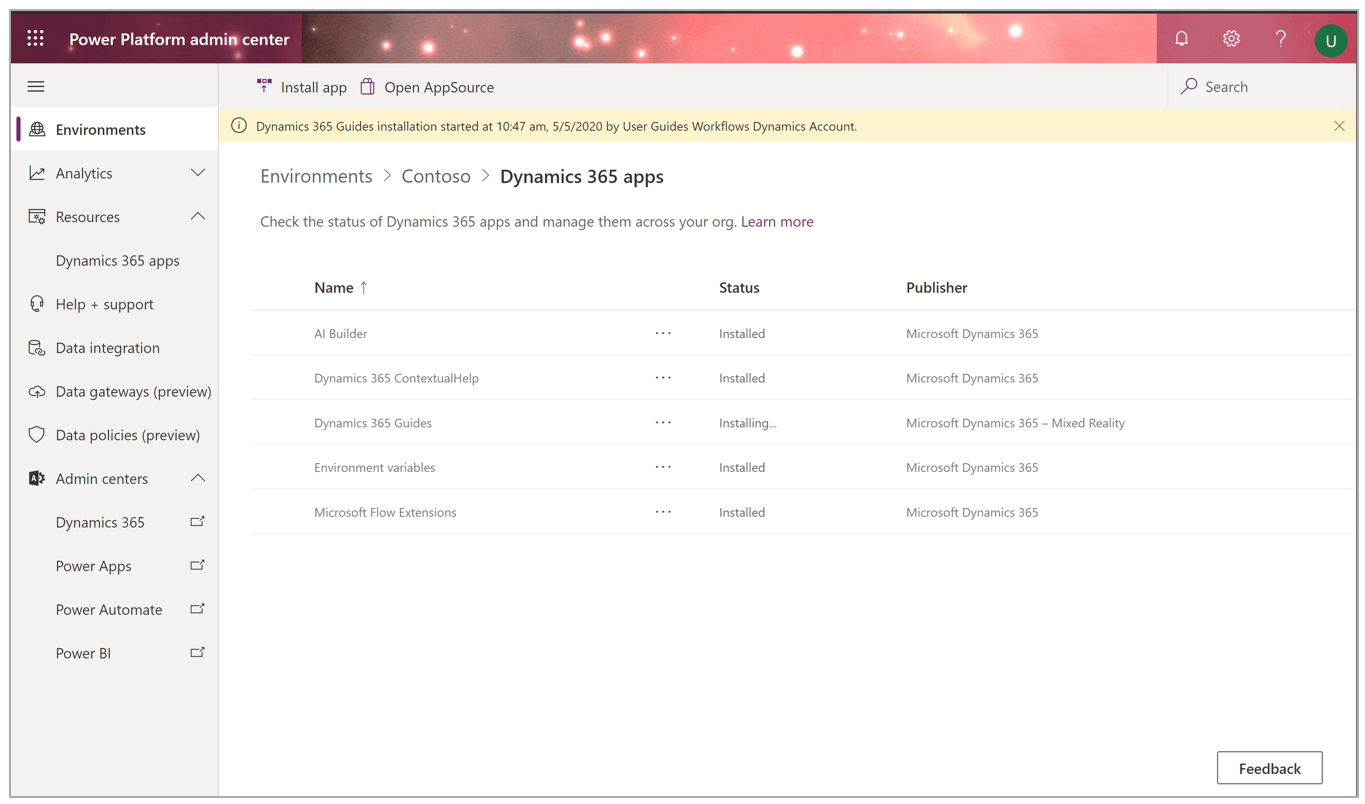 Power Platform admin center
U
Install app
Open AppSource
Search
Environments
Analytics
Resources
Dynamics 365 apps
Help + support
Data integration
Data gateways (preview)
Data policies (preview)
Admin centers
Dynamics 365
Power Apps
Power Automate
Power BI
Dynamics 365 Guides installation started at 10:47 am, 5/5/2020 by User Guides Workflows Dynamics Account.
Environments > Contoso > Dynamics 365 apps
Check the status of Dynamics 365 apps and manage them across your org. Learn more
Name ↑ Status Publisher
AI Builder ... Installed Microsoft Dynamics 365
Dynamics 365 ContextualHelp ... Installed Microsoft Dynamics 365
Dynamics 365 Guides ... Installing... Microsoft Dynamics 365 – Mixed Reality
Environment variables ... Installed Microsoft Dynamics 365
Microsoft Flow Extensions ... Installed Microsoft Dynamics 365
Feedback